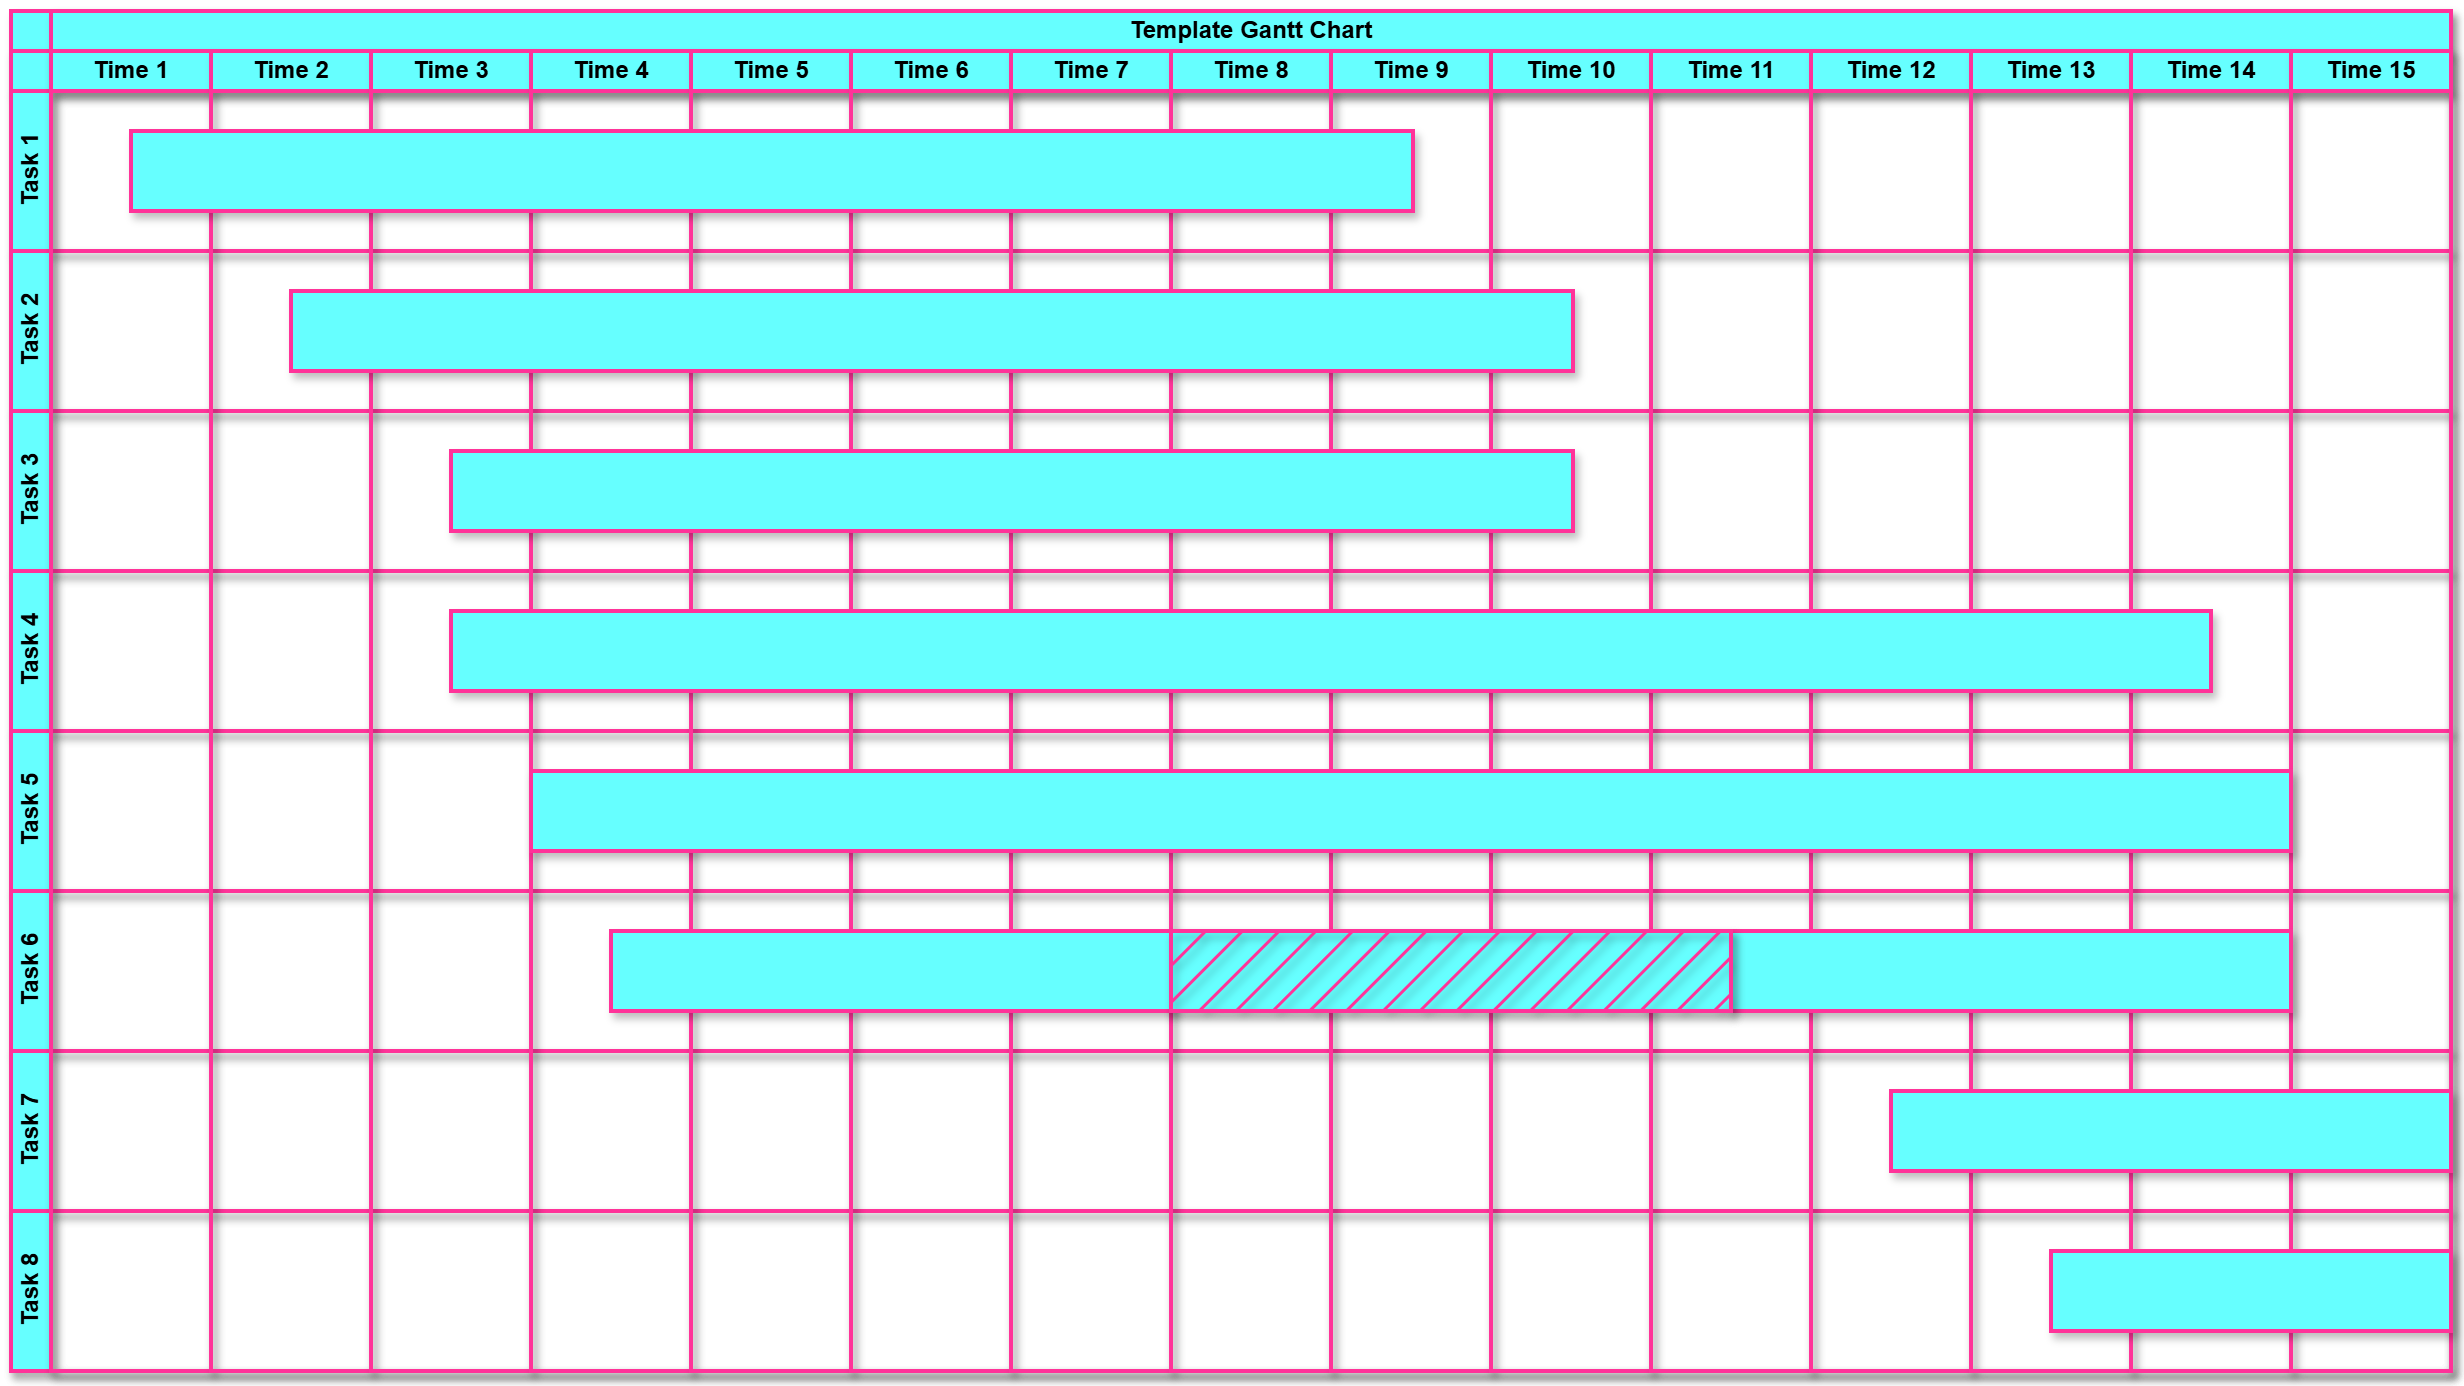 Template Gantt Chart
Time 1
Time 2
Time 3
Time 4
Time 5
Time 6
Time 7
Time 8
Time 9
Time 10
Time 11
Time 12
Time 13
Time 14
Time 15
Task 1
Task 2
Task 3
Task 4
Task 5
Task 6
Task 7
Task 8